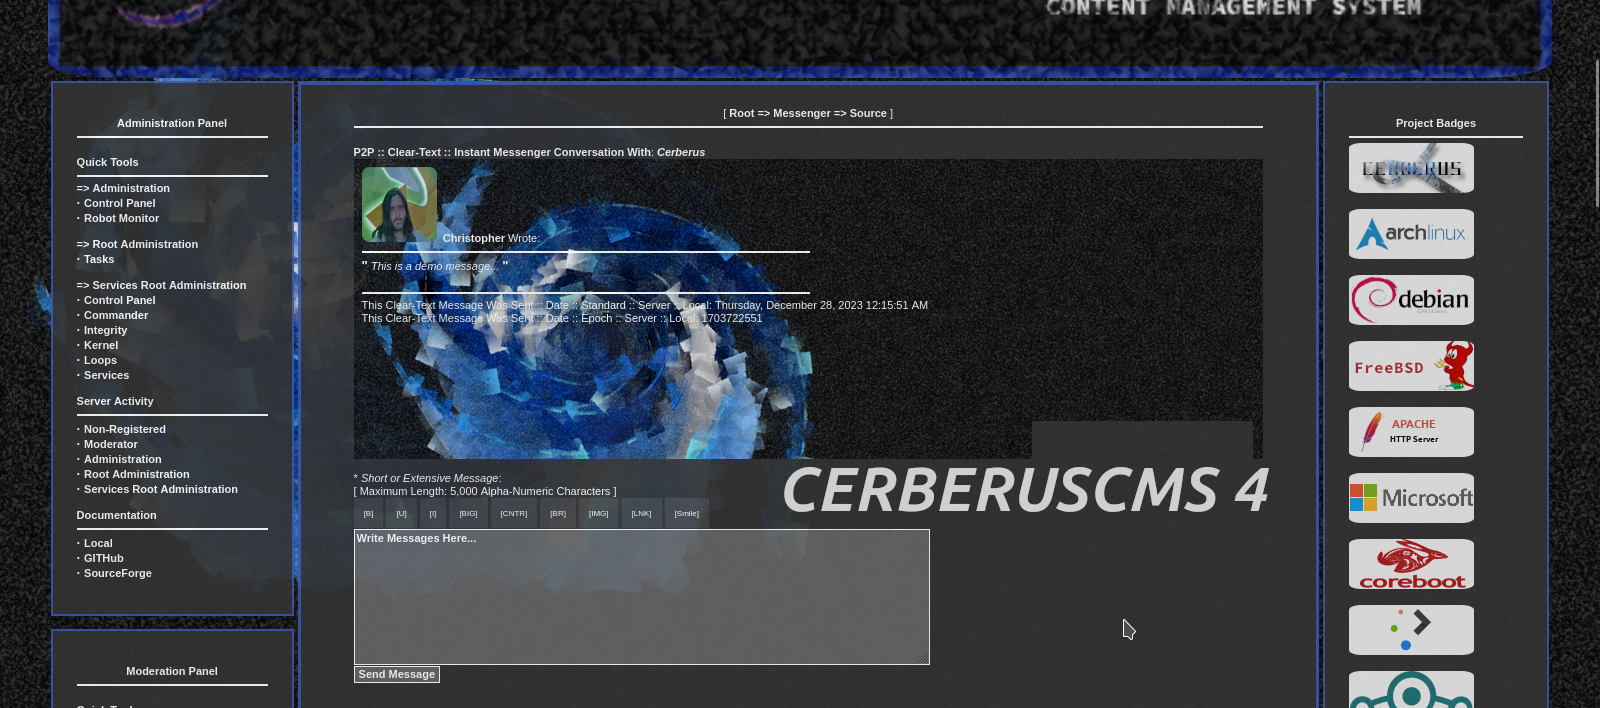 CONTENT MANAGEMENT SYSTEM
Administration Panel
Quick Tools
=> Administration
· Control Panel
· Robot Monitor
=> Root Administration
· Tasks
=> Services Root Administration
· Control Panel
· Commander
· Integrity
· Kernel
· Loops
· Services
Server Activity
· Non-Registered
· Moderator
· Administration
· Root Administration
· Services Root Administration
Documentation
· Local
· GITHub
· SourceForge
Moderation Panel
[ Root => Messenger => Source ]
P2P :: Clear-Text :: Instant Messenger Conversation With: Cerberus
Christopher Wrote:
" This is a demo message... "
This Clear-Text Message Was Sent :: Date :: Standard :: Server :: Local: Thursday, December 28, 2023 12:15:51 AM
This Clear-Text Message Was Sent :: Date :: Epoch :: Server :: Local: 1703722551
* Short or Extensive Message:
[ Maximum Length: 5,000 Alpha-Numeric Characters ]
[B] [U] [I] [BIG] [CNTR] [BR] [IMG] [LNK] [Smile]
CERBERUSCMS 4
Write Messages Here...
Send Message
Project Badges
CERBERUS
archlinux
debian
FreeBSD
APACHE
HTTP Server
Microsoft
coreboot